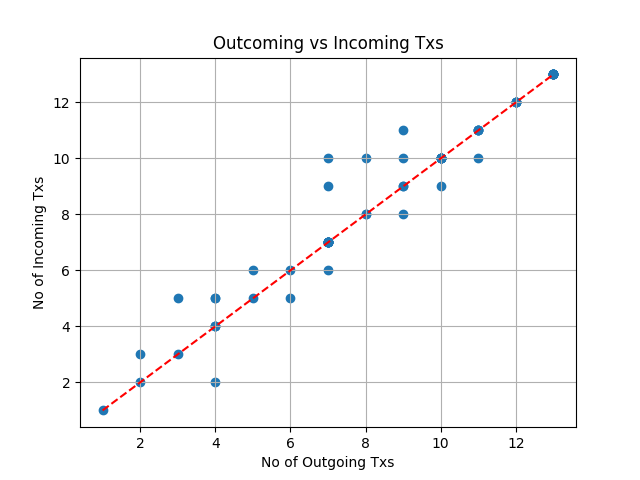 Outcoming vs Incoming Txs
No of Incoming Txs
12
10
8
6
4
2
2 4 6 8 10 12
No of Outgoing Txs